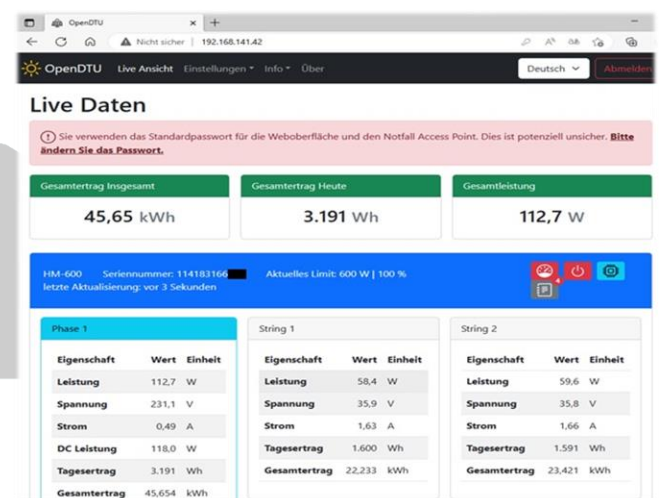 OpenDTU
Nicht sicher | 192.168.141.42
OpenDTU Live Ansicht Einstellungen Info Über Deutsch Abmelden
Live Daten
Sie verwenden das Standardpasswort für die Weboberfläche und den Notfall Access Point. Dies ist potenziell unsicher. Bitte
ändern Sie das Passwort.
Gesamtertrag Insgesamt Gesamtertrag Heute Gesamtleistung
45,65 kWh 3.191 Wh 112,7 W
HM-600 Seriennummer: 114183166 Aktuelles Limit: 600 W | 100 %
letzte Aktualisierung: vor 3 Sekunden
4
Phase 1 String 1 String 2
Eigenschaft Wert Einheit Eigenschaft Wert Einheit Eigenschaft Wert Einheit
Leistung 112,7 W Leistung 58,4 W Leistung 59,6 W
Spannung 231,1 V Spannung 35,9 V Spannung 35,8 V
Strom 0,49 A Strom 1,63 A Strom 1,66 A
DC Leistung 118,0 W Tagesertrag 1.600 Wh Tagesertrag 1.591 Wh
Tagesertrag 3.191 Wh Gesamtertrag 22,233 kWh Gesamtertrag 23,421 kWh
Gesamtertrag 45,654 kWh